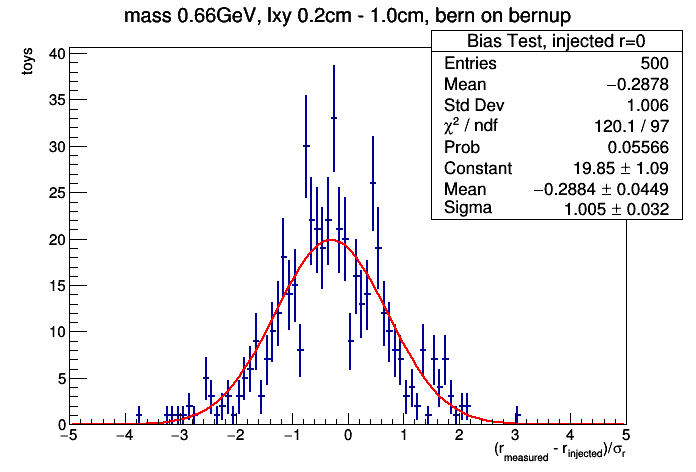 mass 0.66GeV, lxy 0.2cm - 1.0cm, bern on bernup
Bias Test, injected r=0
Entries 500
Mean −0.2878
Std Dev 1.006
χ² / ndf 120.1 / 97
Prob 0.05566
Constant 19.85 ± 1.09
Mean −0.2884 ± 0.0449
Sigma 1.005 ± 0.032
toys
40
35
30
25
20
15
10
5
0
−5 −4 −3 −2 −1 0 1 2 3 4 5
(r_measured - r_injected)/σ_r